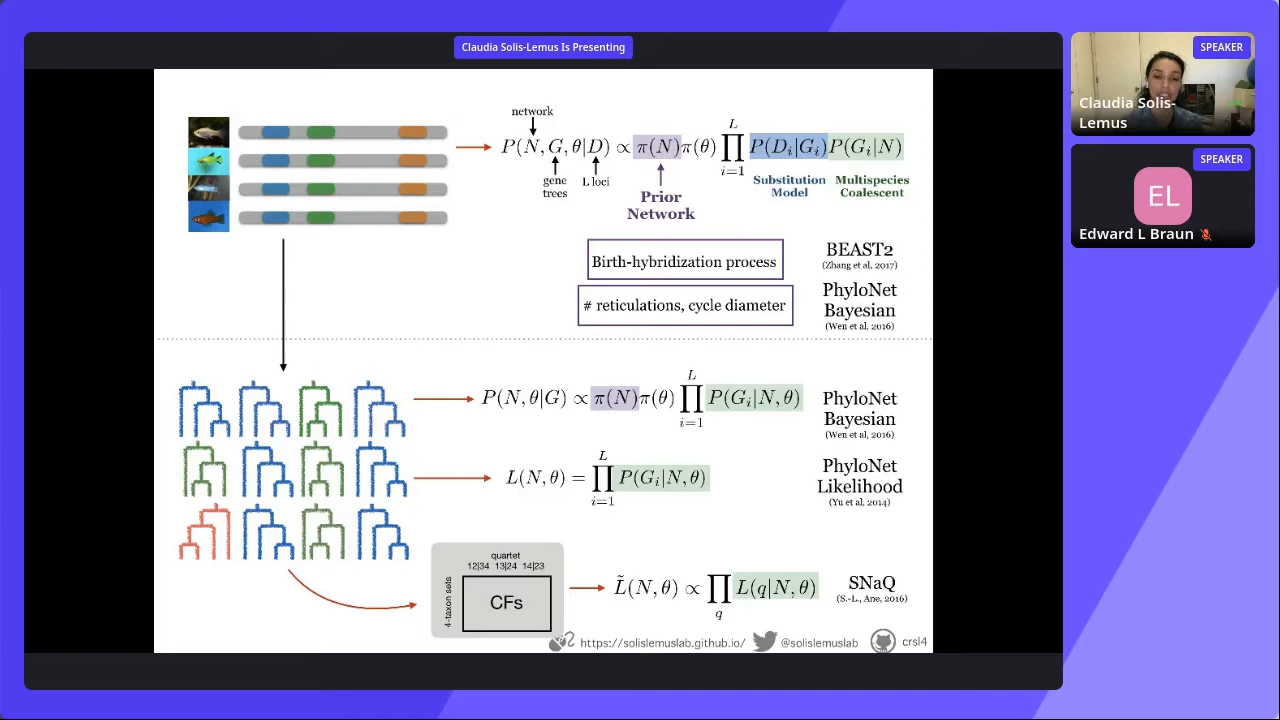 Claudia Solis-Lemus Is Presenting
SPEAKER
Claudia Solis-
Lemus
SPEAKER
EL
Edward L Braun
network
P(N, G, θ|D) ∝ π(N)π(θ) ∏ P(D_i|G_i)P(G_i|N)
L
i=1
gene
trees
L loci
Prior
Network
Substitution
Model
Multispecies
Coalescent
Birth-hybridization process
BEAST2
(Zhang et al, 2017)
# reticulations, cycle diameter
PhyloNet
Bayesian
(Wen et al, 2016)
P(N, θ|G) ∝ π(N)π(θ) ∏ P(G_i|N, θ)
L
i=1
PhyloNet
Bayesian
(Wen et al, 2016)
L(N, θ) = ∏ P(G_i|N, θ)
L
i=1
PhyloNet
Likelihood
(Yu et al, 2014)
quartet
12|34 13|24 14|23
4-taxon sets
CFs
L̃(N, θ) ∝ ∏ L(q|N, θ)
q
SNaQ
(S.-L., Ane, 2016)
https://solislemuslab.github.io/
@solislemuslab
crsl4